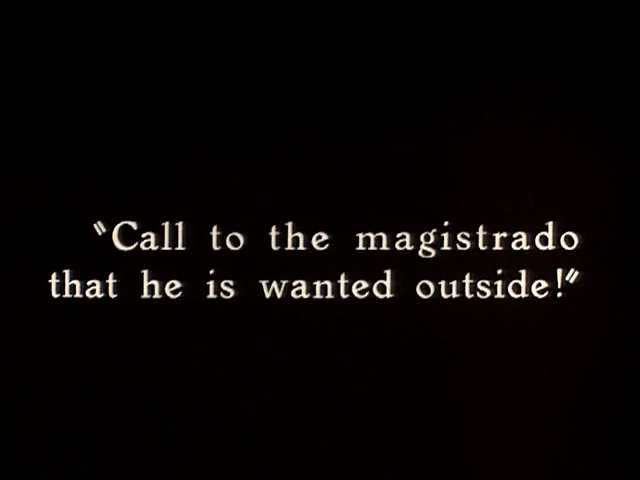 "Call to the magistrado
that he is wanted outside!"